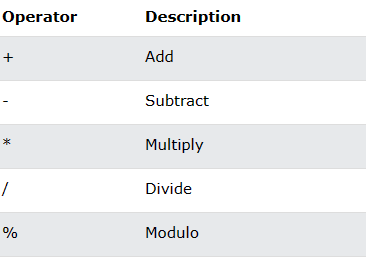 Operator Description
+ Add
- Subtract
* Multiply
/ Divide
% Modulo